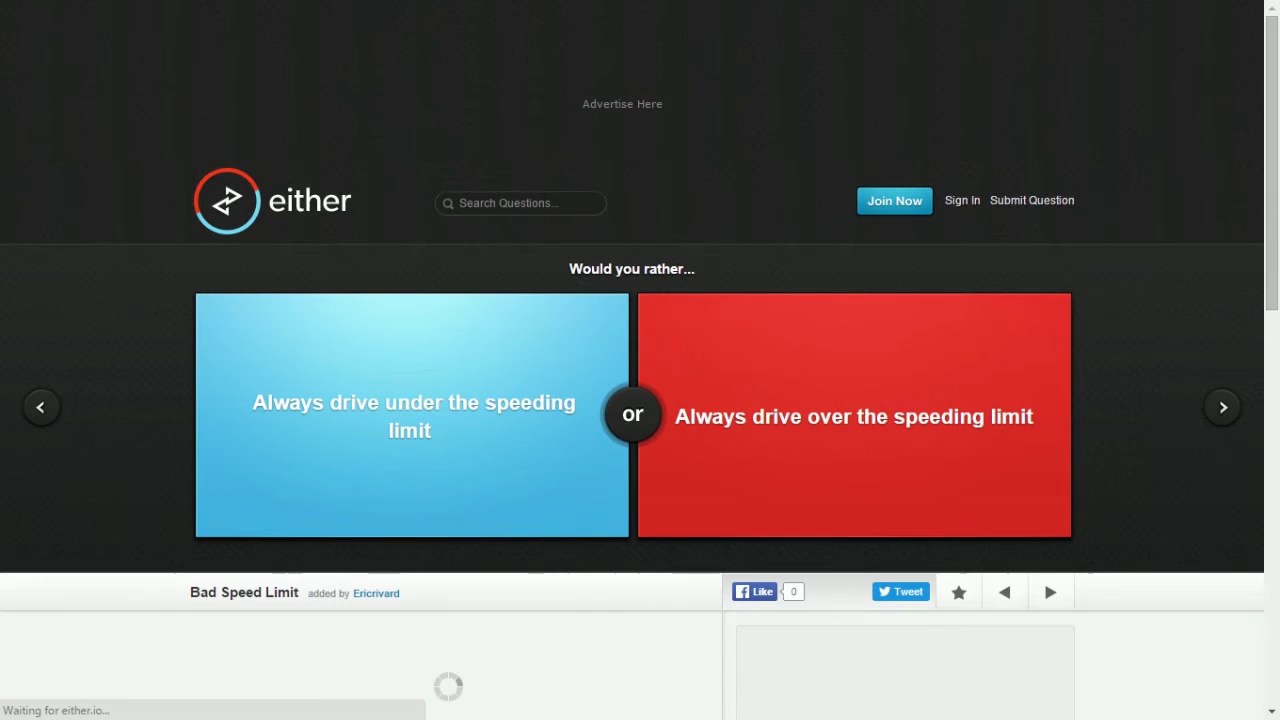 Advertise Here
either
Search Questions...
Join Now
Sign In
Submit Question
Would you rather...
Always drive under the speeding
limit
or
Always drive over the speeding limit
Bad Speed Limit added by Ericrivard
Like
0
Tweet
Waiting for either.io...